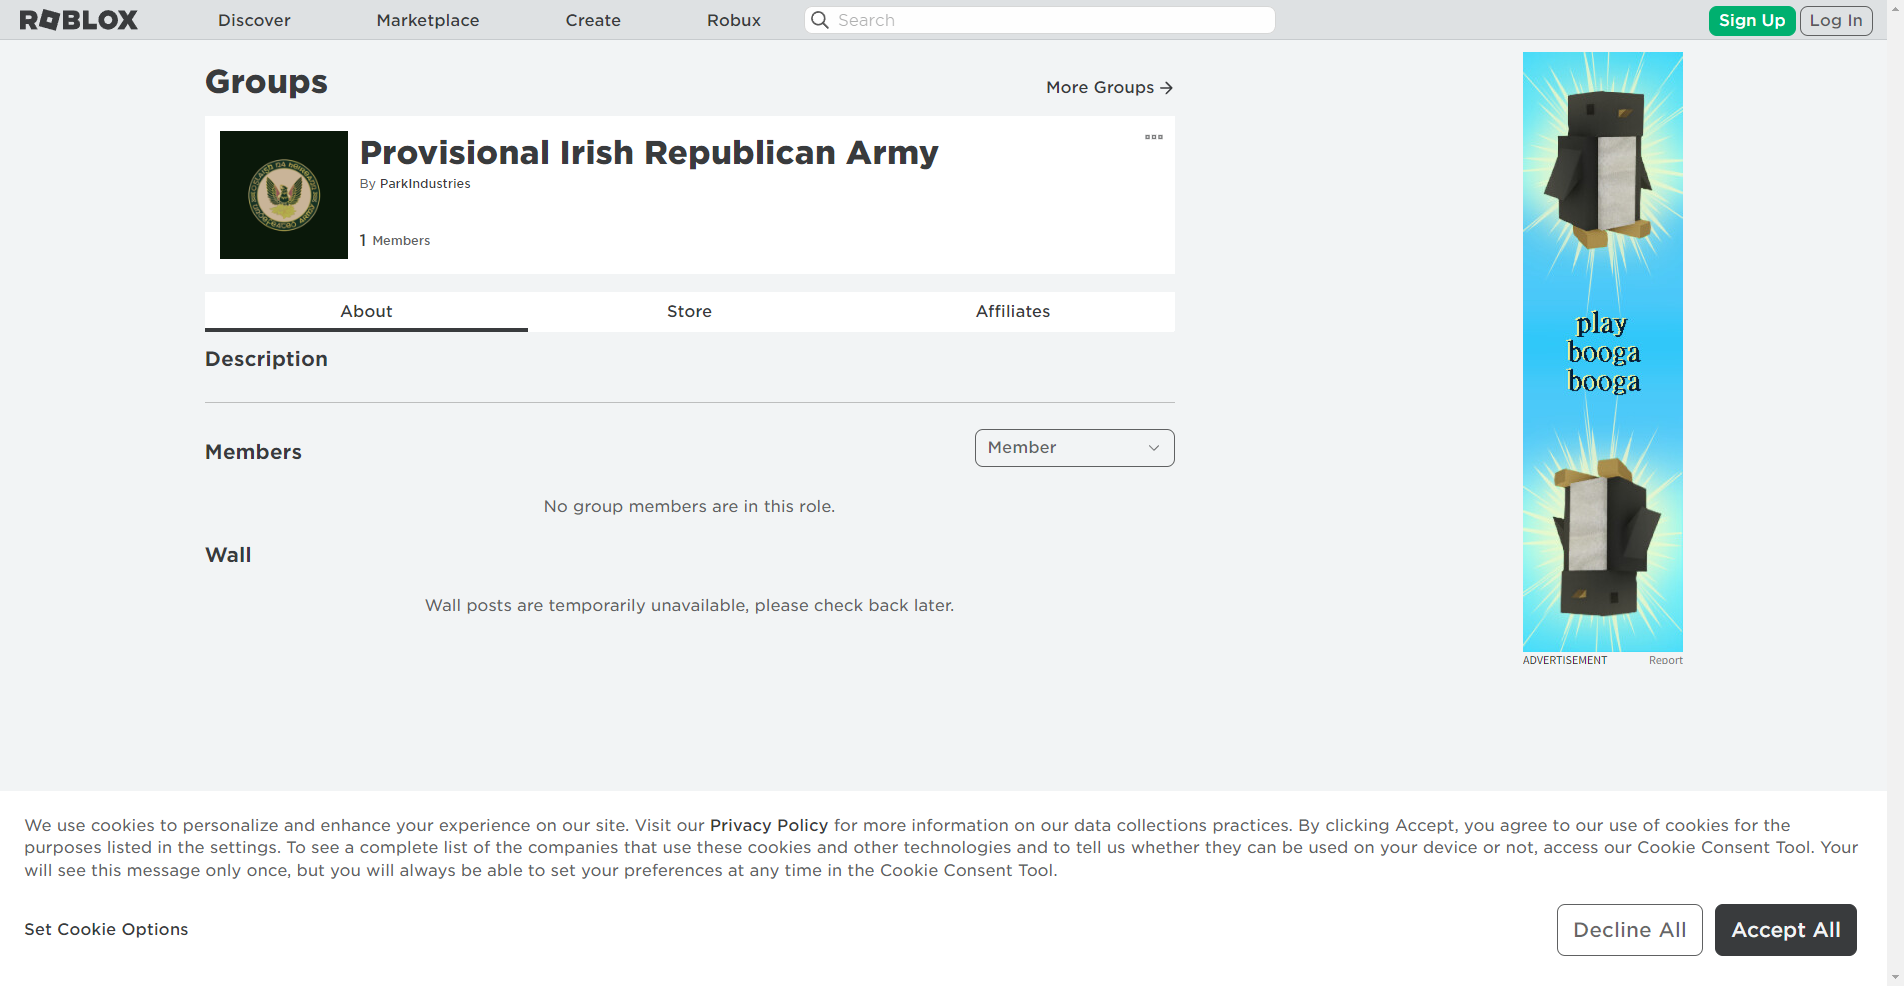 ROBLOX
Discover
Marketplace
Create
Robux
Search
Sign Up
Log In
Groups
More Groups
Provisional Irish Republican Army
By ParkIndustries
1 Members
About
Store
Affiliates
Description
Members
Member
No group members are in this role.
Wall
Wall posts are temporarily unavailable, please check back later.
play
booga
booga
ADVERTISEMENT
Report
We use cookies to personalize and enhance your experience on our site. Visit our Privacy Policy for more information on our data collections practices. By clicking Accept, you agree to our use of cookies for the
purposes listed in the settings. To see a complete list of the companies that use these cookies and other technologies and to tell us whether they can be used on your device or not, access our Cookie Consent Tool. Your
will see this message only once, but you will always be able to set your preferences at any time in the Cookie Consent Tool.
Set Cookie Options
Decline All
Accept All